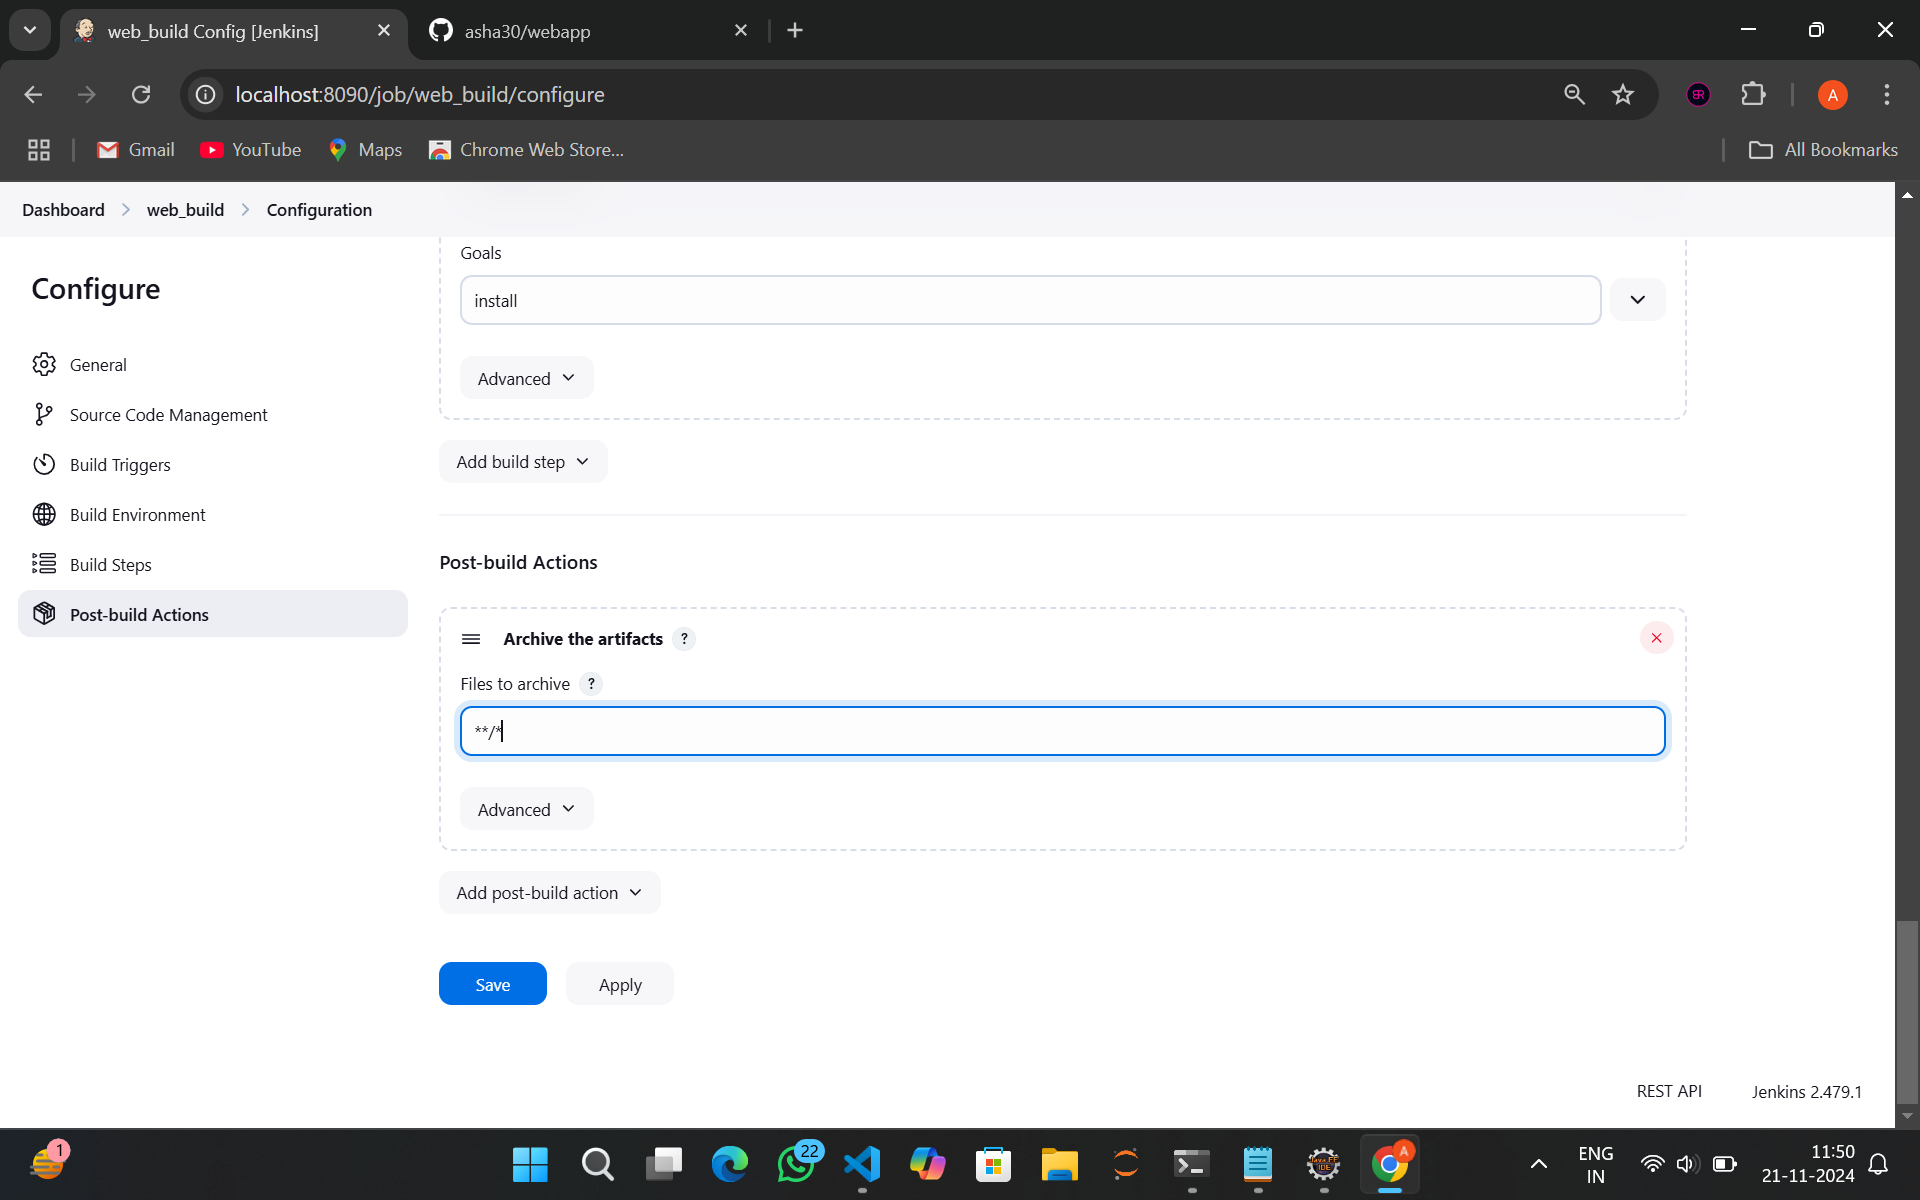 web_build Config [Jenkins]
asha30/webapp
localhost:8090/job/web_build/configure
A
Gmail
YouTube
Maps
Chrome Web Store...
All Bookmarks
Dashboard
web_build
Configuration
Configure
General
Source Code Management
Build Triggers
Build Environment
Build Steps
Post-build Actions
Goals
install
Advanced
Add build step
Post-build Actions
Archive the artifacts ?
Files to archive ?
**/*
Advanced
Add post-build action
Save
Apply
REST API
Jenkins 2.479.1
1
22
A
ENG
IN
11:50
21-11-2024